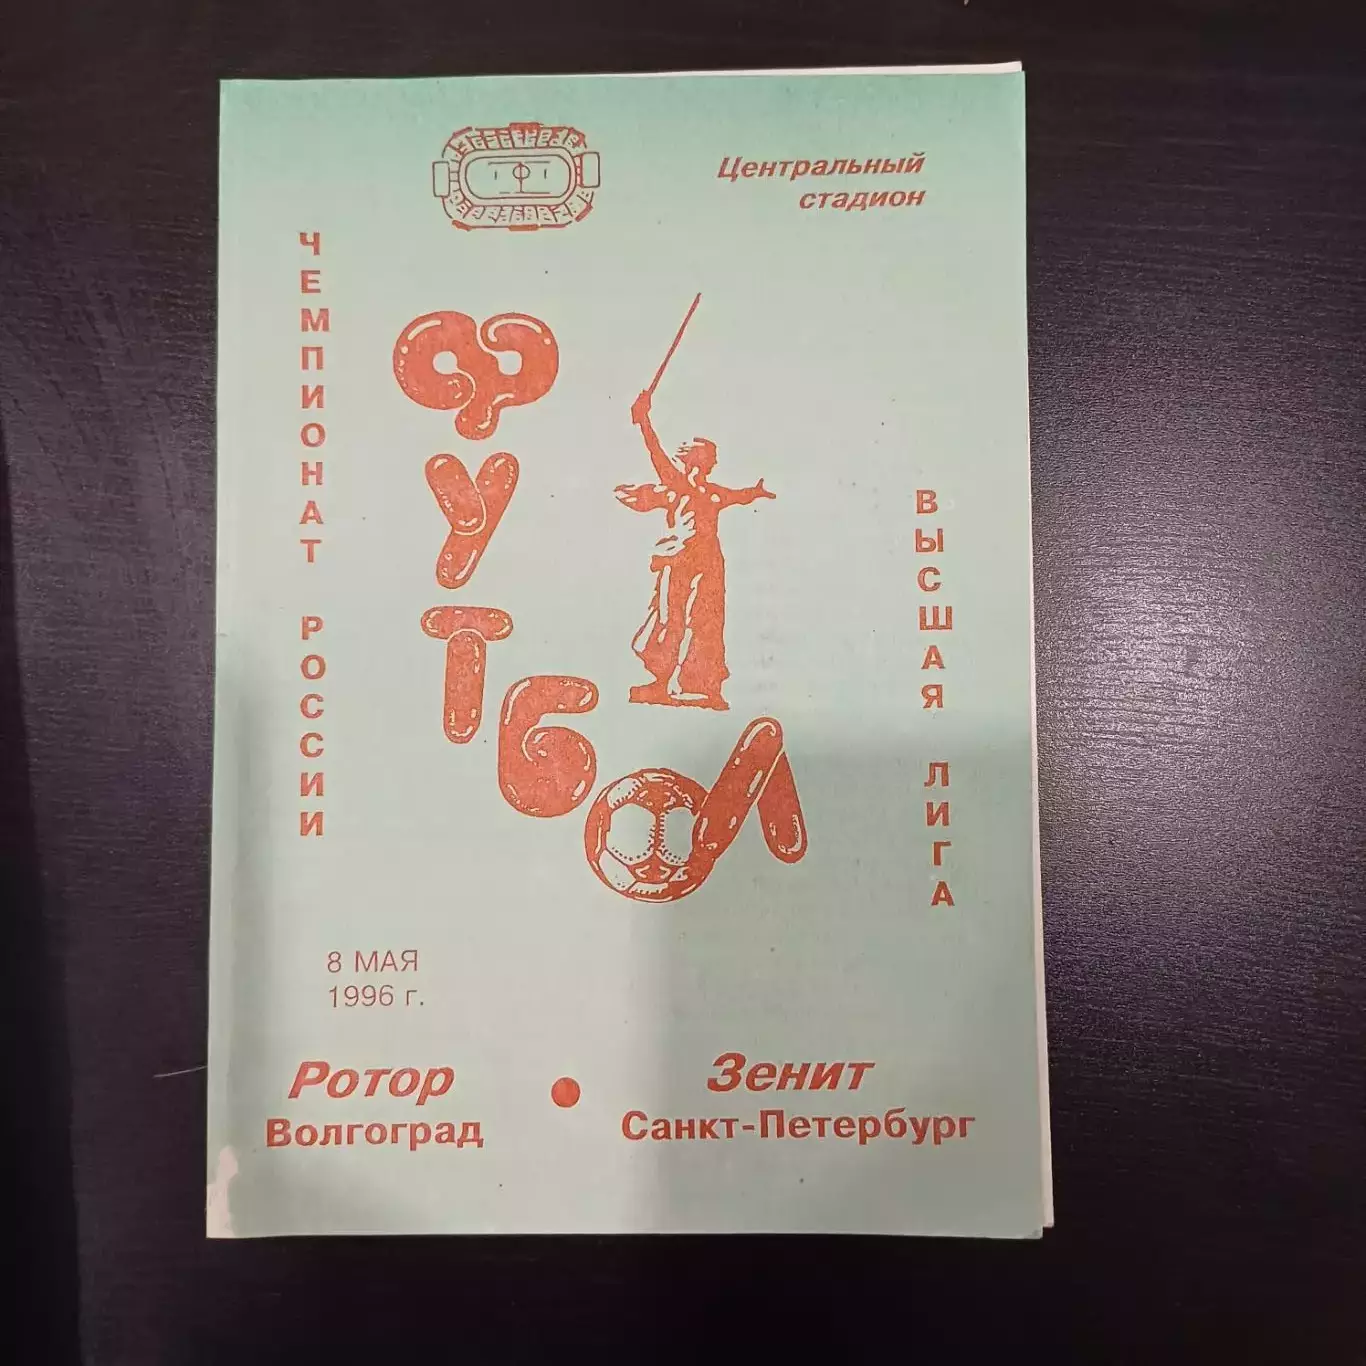 Центральный
стадион
ЧЕМПИОНАТ РОССИИ
ФУТБОЛ
ВЫСШАЯ ЛИГА
8 МАЯ
1996 г.
Ротор
Волгоград
Зенит
Санкт-Петербург